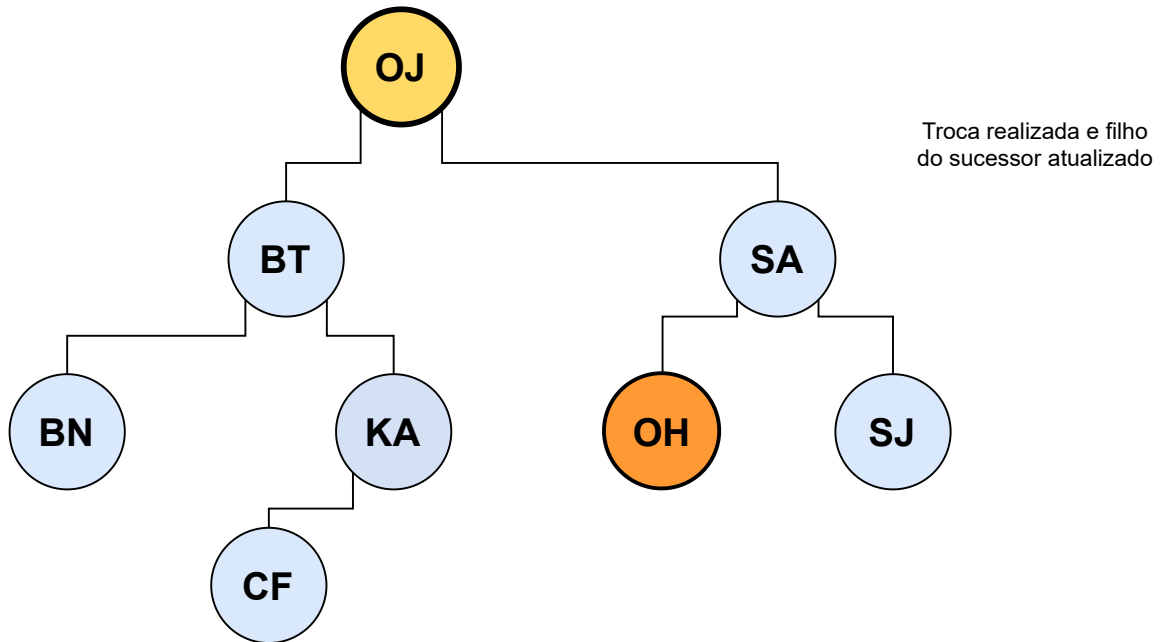 OJ
Troca realizada e filho
do sucessor atualizado
BT
SA
BN
KA
OH
SJ
CF